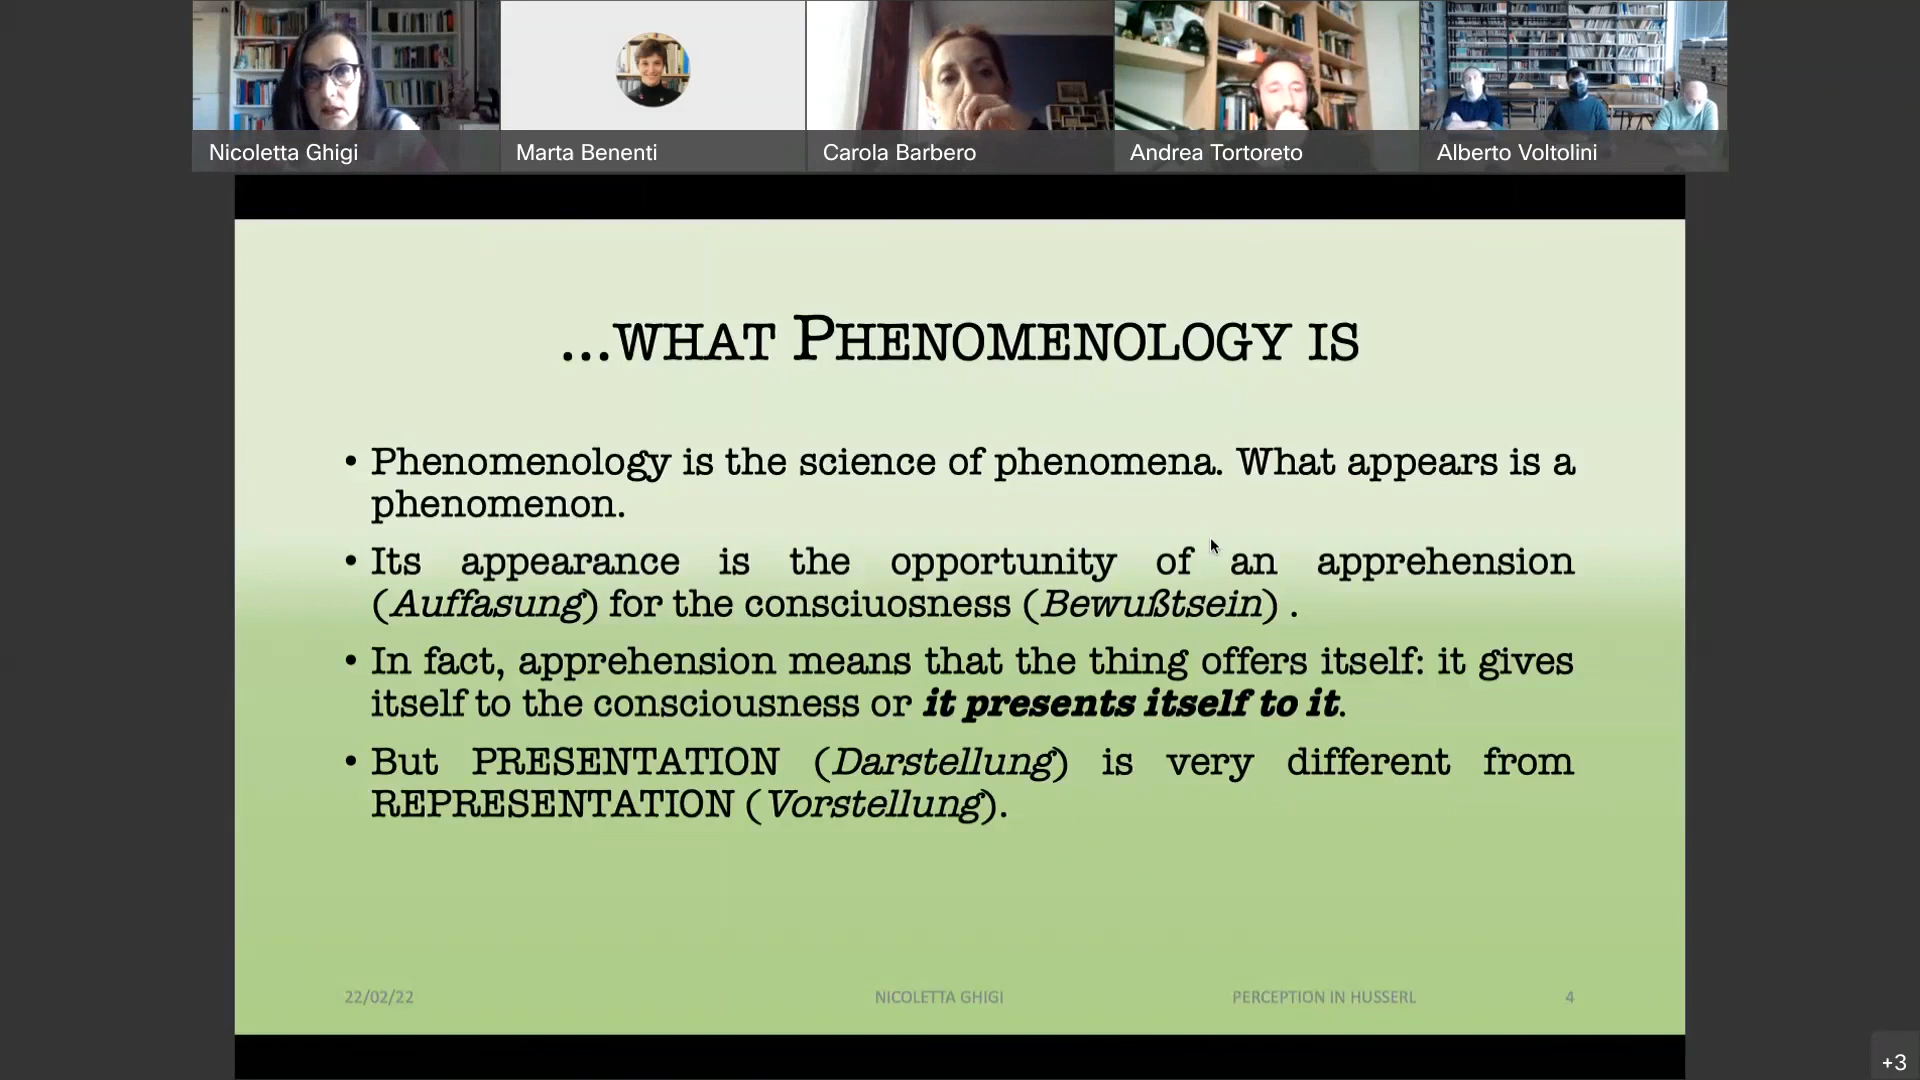 Nicoletta Ghigi
Marta Benenti
Carola Barbero
Andrea Tortoreto
Alberto Voltolini
...WHAT PHENOMENOLOGY IS
• Phenomenology is the science of phenomena. What appears is a
phenomenon.
• Its appearance is the opportunity of an apprehension
(Auffasung) for the consciuosness (Bewußtsein) .
• In fact, apprehension means that the thing offers itself: it gives
itself to the consciousness or it presents itself to it.
• But PRESENTATION (Darstellung) is very different from
REPRESENTATION (Vorstellung).
22/02/22
NICOLETTA GHIGI
PERCEPTION IN HUSSERL
4
+3